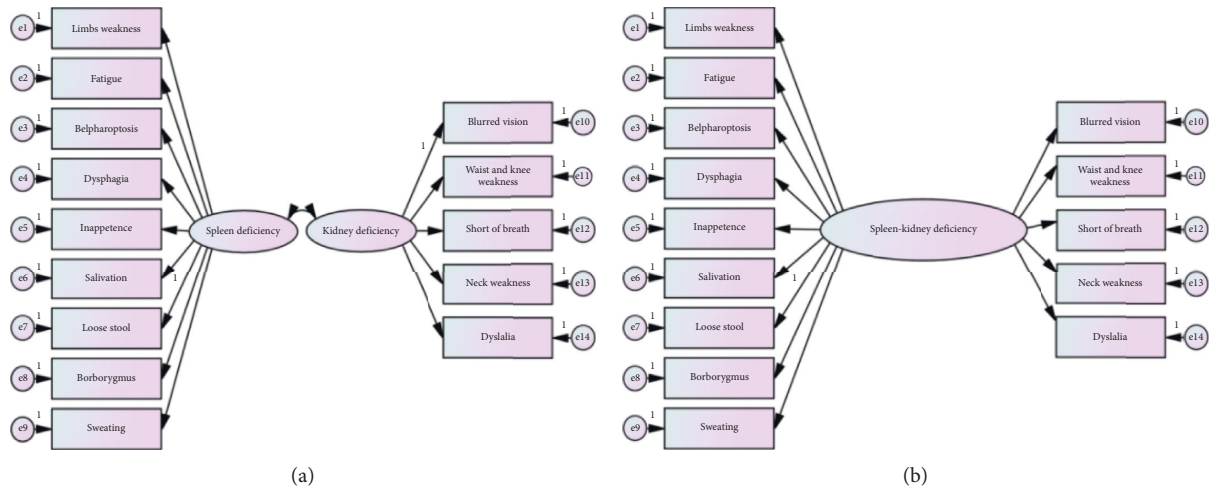 e1
1
Limbs weakness
e2
1
Fatigue
e3
1
Belpharoptosis
e4
1
Dysphagia
e5
1
Inappetence
e6
1
Salivation
e7
1
Loose stool
e8
1
Borborygmus
e9
1
Sweating
1
Spleen deficiency
Kidney deficiency
1
Blurred vision
1
e10
Waist and knee
weakness
1
e11
Short of breath
1
e12
Neck weakness
1
e13
Dyslalia
1
e14
(a)
e1
1
Limbs weakness
e2
1
Fatigue
e3
1
Belpharoptosis
e4
1
Dysphagia
e5
1
Inappetence
e6
1
Salivation
e7
1
Loose stool
e8
1
Borborygmus
e9
1
Sweating
1
Spleen-kidney deficiency
Blurred vision
1
e10
Waist and knee
weakness
1
e11
Short of breath
1
e12
Neck weakness
1
e13
Dyslalia
1
e14
(b)